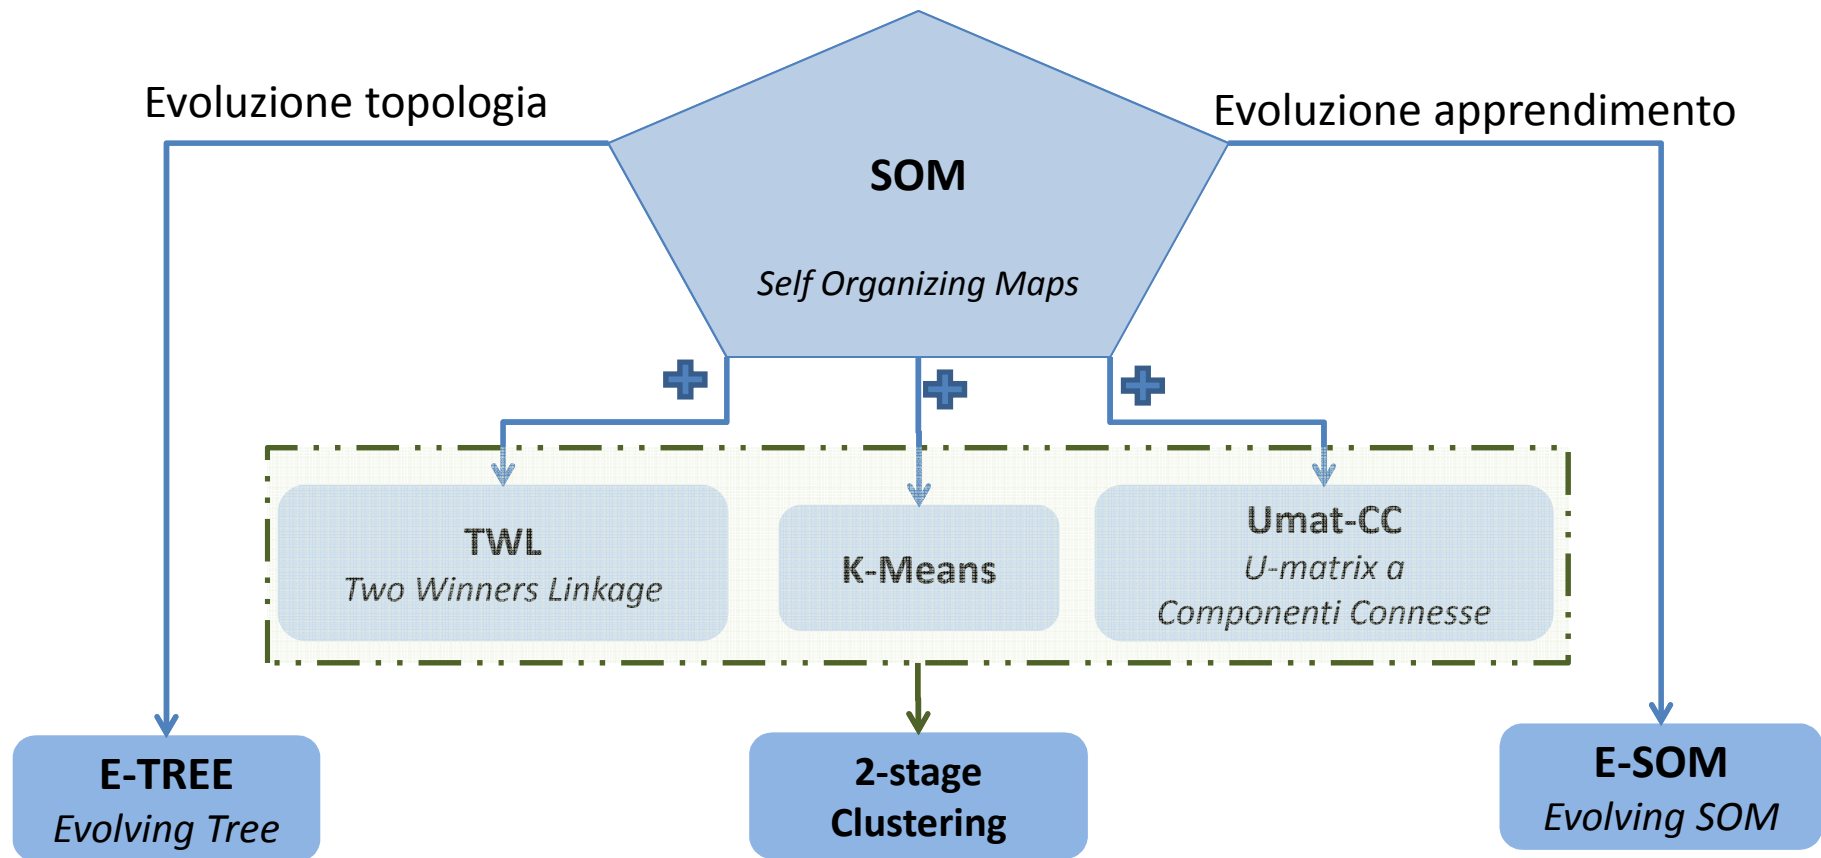 Evoluzione topologia
Evoluzione apprendimento
SOM
Self Organizing Maps
TWL
Two Winners Linkage
K-Means
Umat-CC
U-matrix a
Componenti Connesse
E-TREE
Evolving Tree
2-stage
Clustering
E-SOM
Evolving SOM